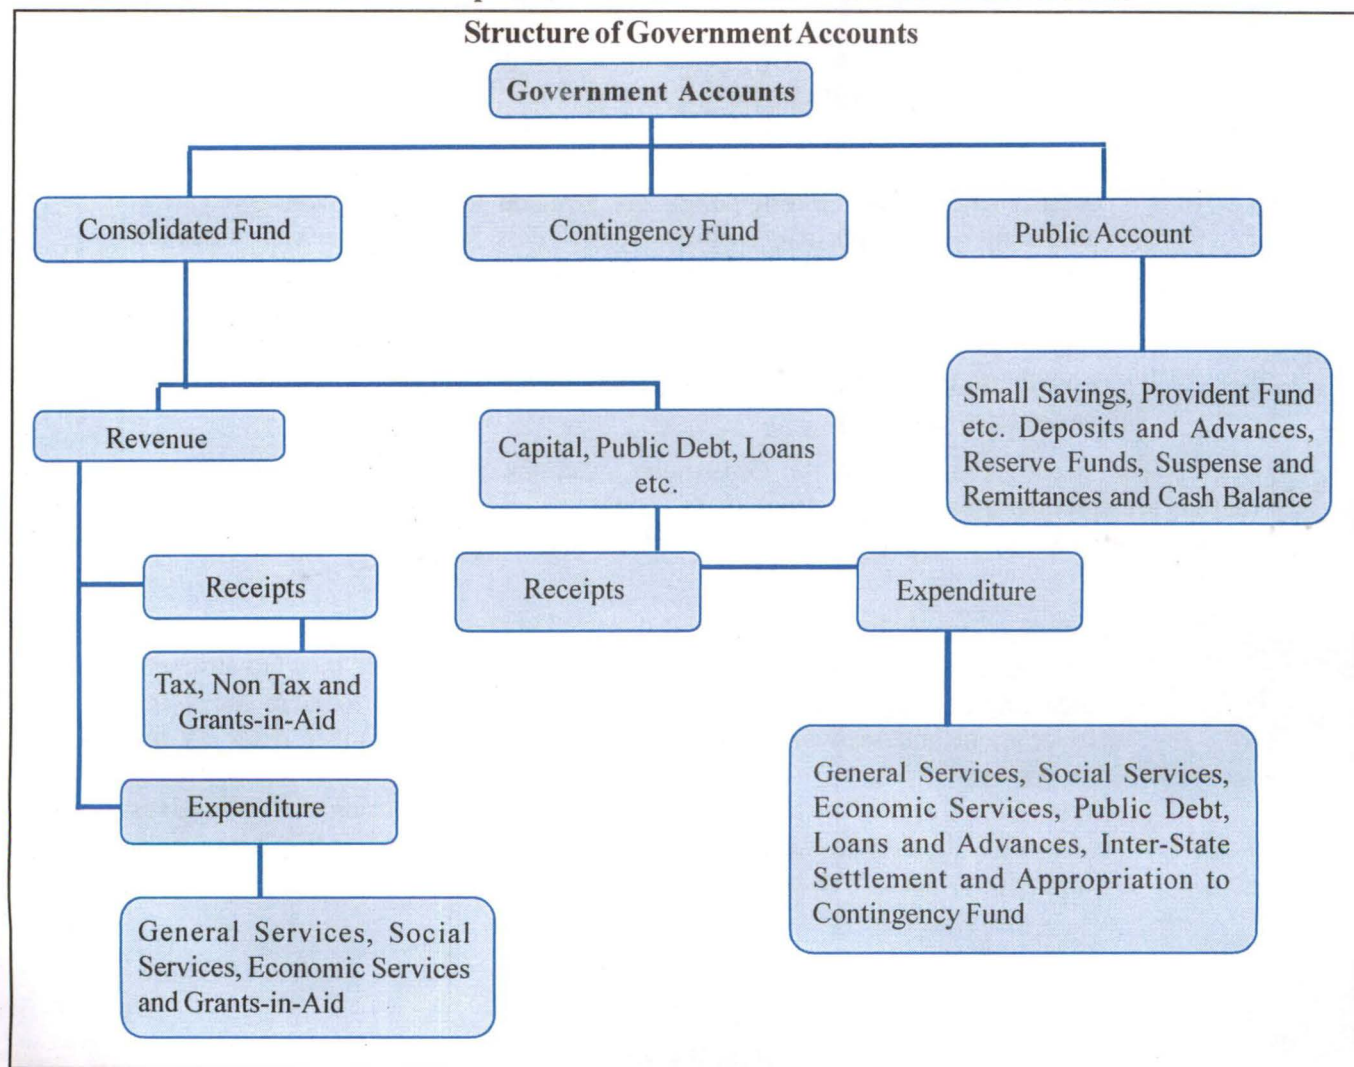 Structure of Government Accounts
Government Accounts
Consolidated Fund
Contingency Fund
Public Account
Small Savings, Provident Fund
etc. Deposits and Advances,
Reserve Funds, Suspense and
Remittances and Cash Balance
Revenue
Capital, Public Debt, Loans
etc.
Receipts
Tax, Non Tax and
Grants-in-Aid
Receipts
Expenditure
Expenditure
General Services, Social
Services, Economic Services
and Grants-in-Aid
General Services, Social Services,
Economic Services, Public Debt,
Loans and Advances, Inter-State
Settlement and Appropriation to
Contingency Fund